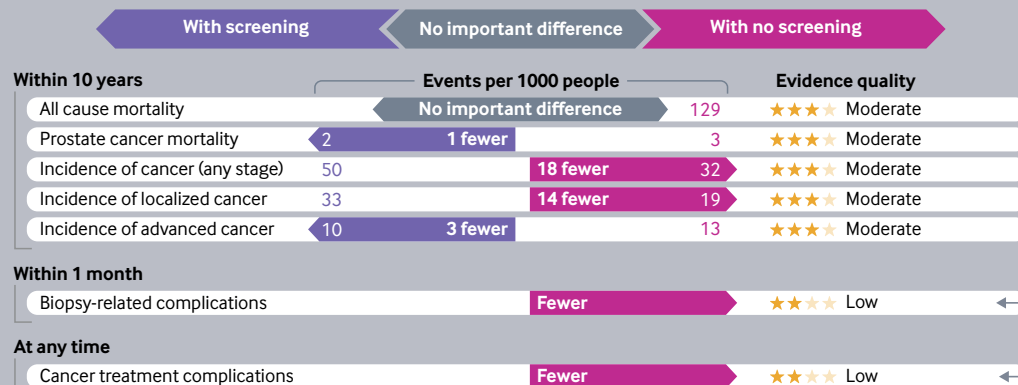 With screening No important difference With no screening
Within 10 years Events per 1000 people Evidence quality
All cause mortality No important difference 129 Moderate
Prostate cancer mortality 2 1 fewer 3 Moderate
Incidence of cancer (any stage) 50 18 fewer 32 Moderate
Incidence of localized cancer 33 14 fewer 19 Moderate
Incidence of advanced cancer 10 3 fewer 13 Moderate
Within 1 month
Biopsy-related complications Fewer Low
At any time
Cancer treatment complications Fewer Low